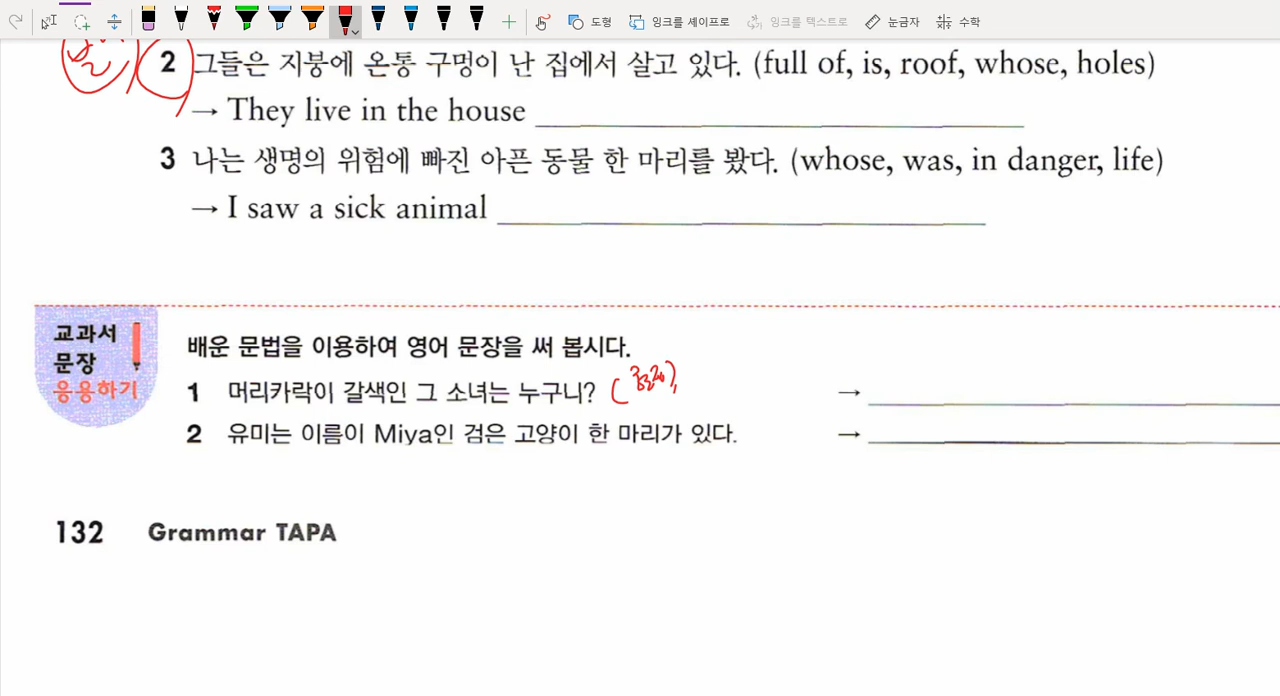 도형 잉크를 셰이프로 잉크를 텍스트로 눈금자 수학
2 그들은 지붕에 온통 구멍이 난 집에서 살고 있다. (full of, is, roof, whose, holes)
→ They live in the house
3 나는 생명의 위험에 빠진 아픈 동물 한 마리를 봤다. (whose, was, in danger, life)
→ I saw a sick animal
교과서
문장
응용하기
배운 문법을 이용하여 영어 문장을 써 봅시다.
1 머리카락이 갈색인 그 소녀는 누구니? →
2 유미는 이름이 Miya인 검은 고양이 한 마리가 있다. →
132 Grammar TAPA